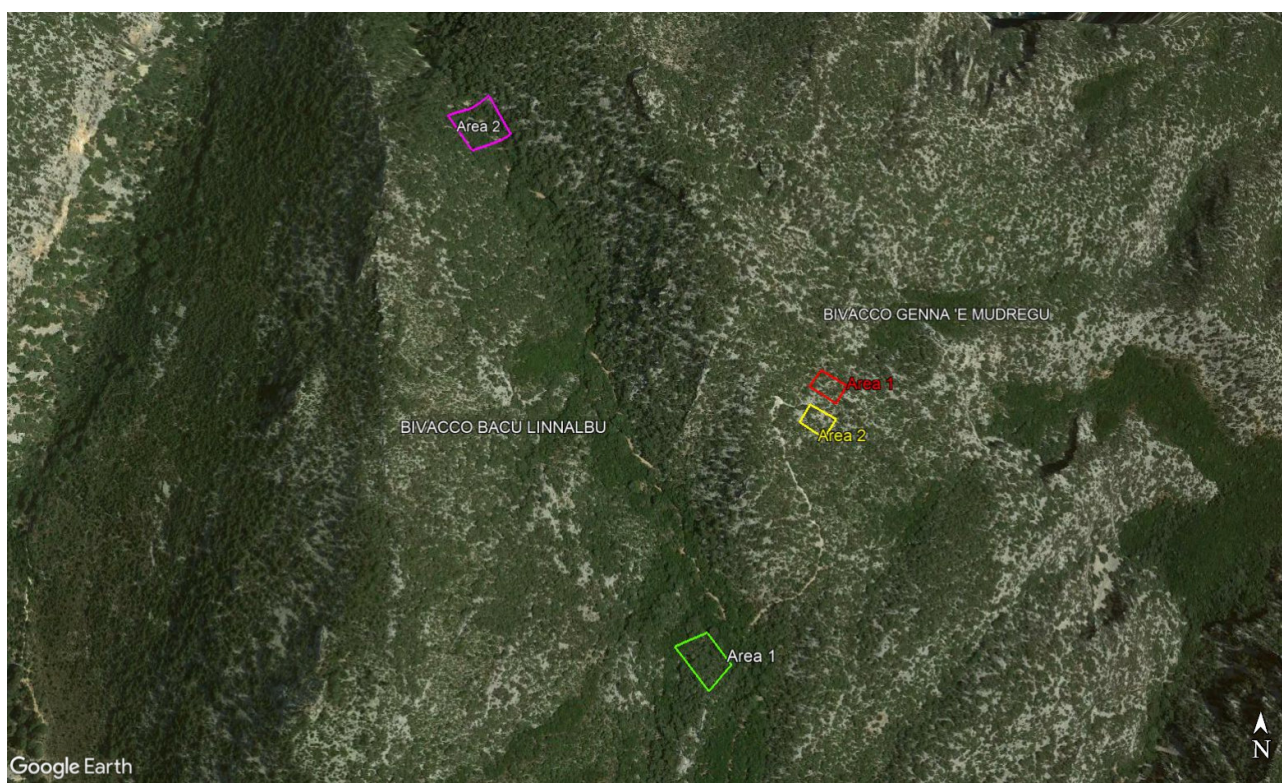 Area 2
BIVACCO GENNA 'E MUDREGU
Area 1
BIVACCO BACU LINNALBU
Area 2
Area 1
N
Google Earth